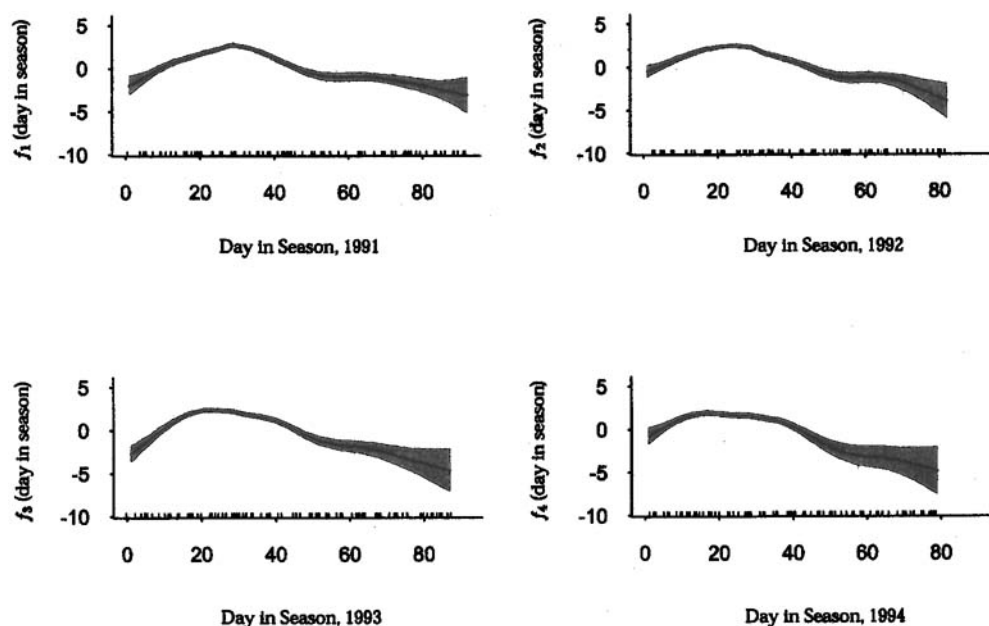 5
0
-5
-10
f1 (day in season)
0 20 40 60 80
Day in Season, 1991
5
0
-5
-10
f2 (day in season)
0 20 40 60 80
Day in Season, 1992
5
0
-5
-10
f3 (day in season)
0 20 40 60 80
Day in Season, 1993
5
0
-5
-10
f4 (day in season)
0 20 40 60 80
Day in Season, 1994